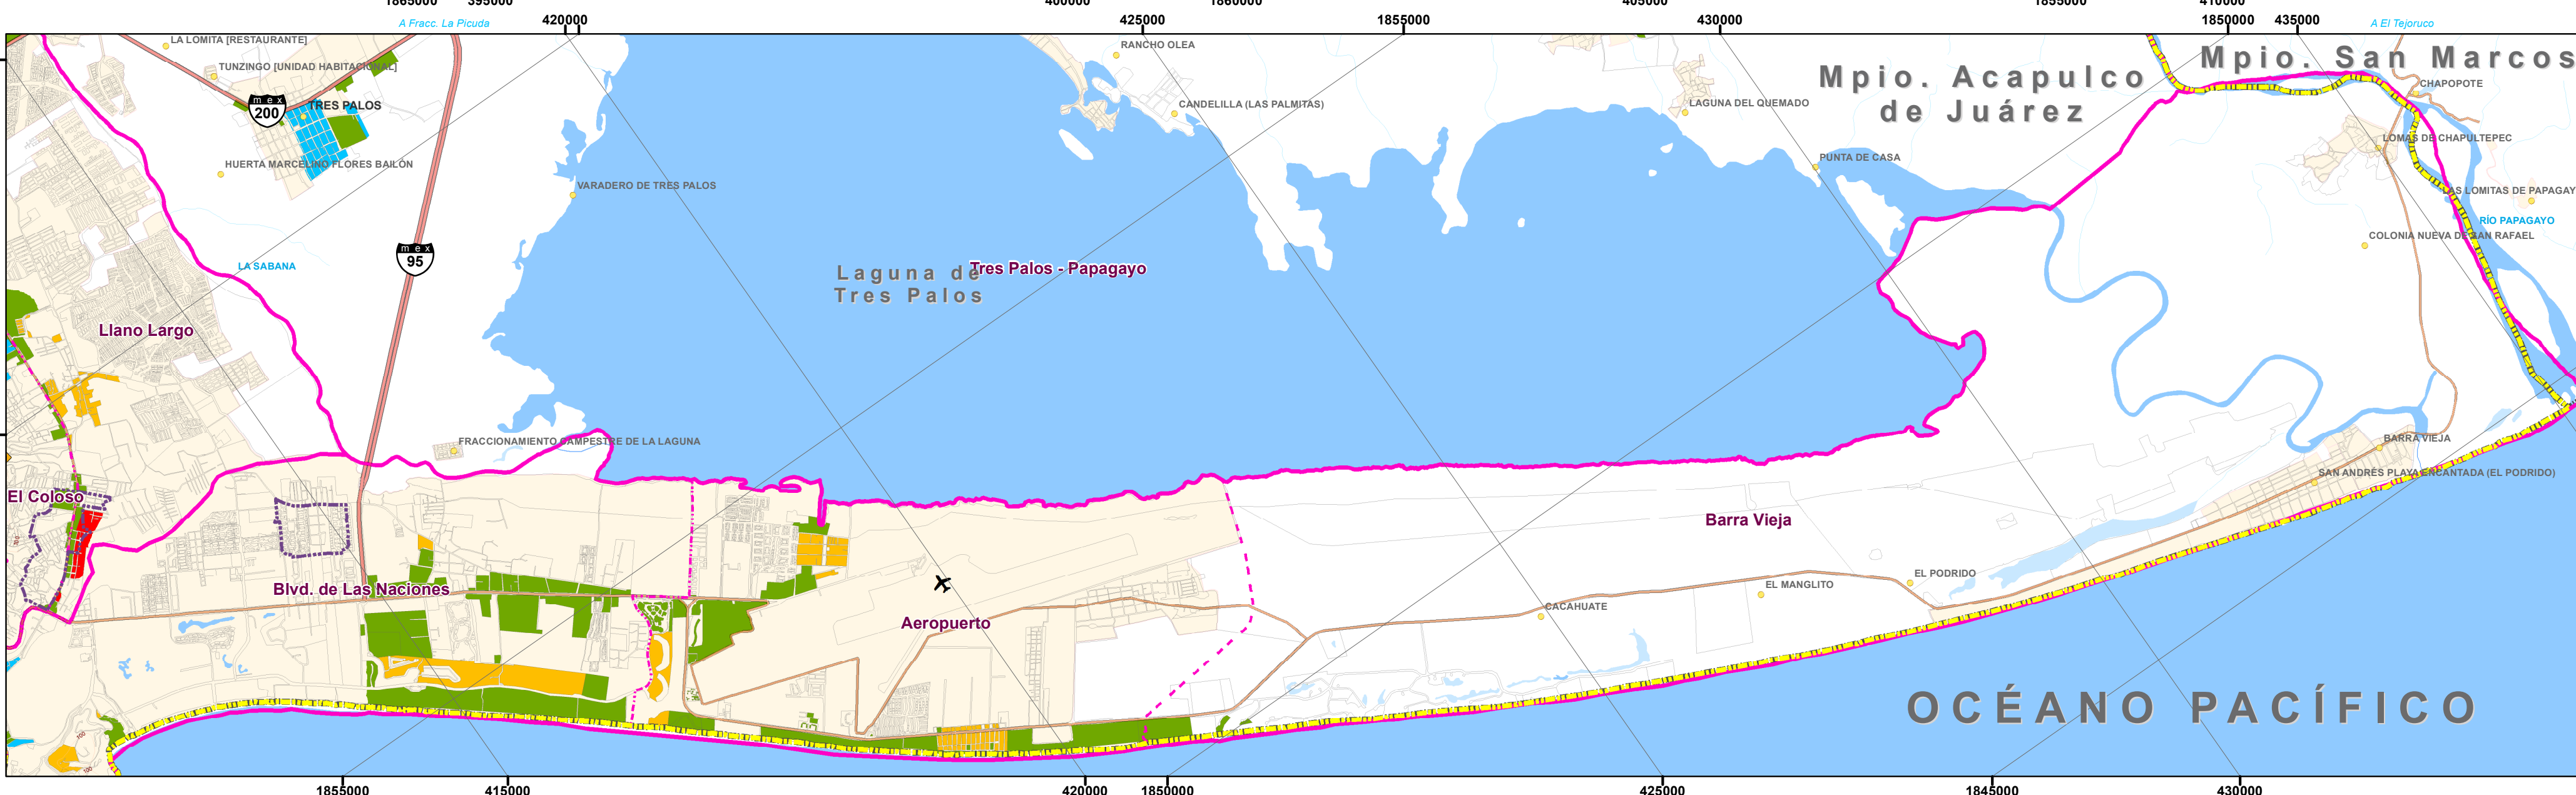 1865000
395000
400000
1860000
405000
1855000
410000
A Fracc. La Picuda
420000
425000
1855000
430000
1850000
435000
A El Tejoruco
LA LOMITA [RESTAURANTE]
TUNZINGO [UNIDAD HABITACIONAL]
mex
200
TRES PALOS
HUERTA MARCELINO FLORES BAILÓN
RANCHO OLEA
CANDELILLA (LAS PALMITAS)
LAGUNA DEL QUEMADO
Mpio. Acapulco
de Juárez
Mpio. San Marcos
CHAPOPOTE
LOMAS DE CHAPULTEPEC
PUNTA DE CASA
VARADERO DE TRES PALOS
LAS LOMITAS DE PAPAGAY
RÍO PAPAGAYO
COLONIA NUEVA DE SAN RAFAEL
mex
95
LA SABANA
Laguna de
Tres Palos
Tres Palos - Papagayo
Llano Largo
FRACCIONAMIENTO CAMPESTRE DE LA LAGUNA
BARRA VIEJA
SAN ANDRÉS PLAYA ENCANTADA (EL PODRIDO)
El Coloso
Barra Vieja
Blvd. de Las Naciones
EL PODRIDO
EL MANGLITO
CACAHUATE
Aeropuerto
OCÉANO PACÍFICO
100
100
1855000
415000
420000
1850000
425000
1845000
430000